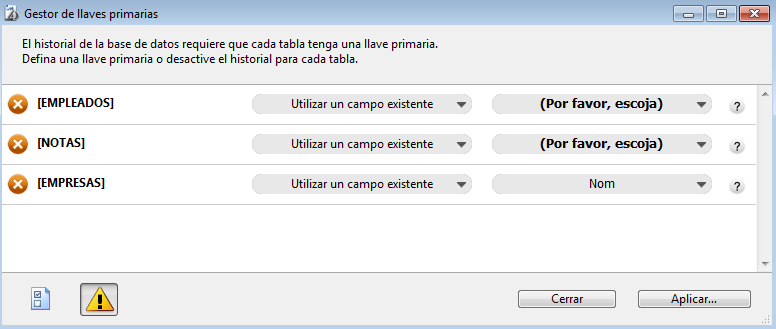 Gestor de llaves primarias
El historial de la base de datos requiere que cada tabla tenga una llave primaria.
Defina una llave primaria o desactive el historial para cada tabla.
[EMPLEADOS] Utilizar un campo existente (Por favor, escoja) ?
[NOTAS] Utilizar un campo existente (Por favor, escoja) ?
[EMPRESAS] Utilizar un campo existente Nom ?
Cerrar Aplicar...